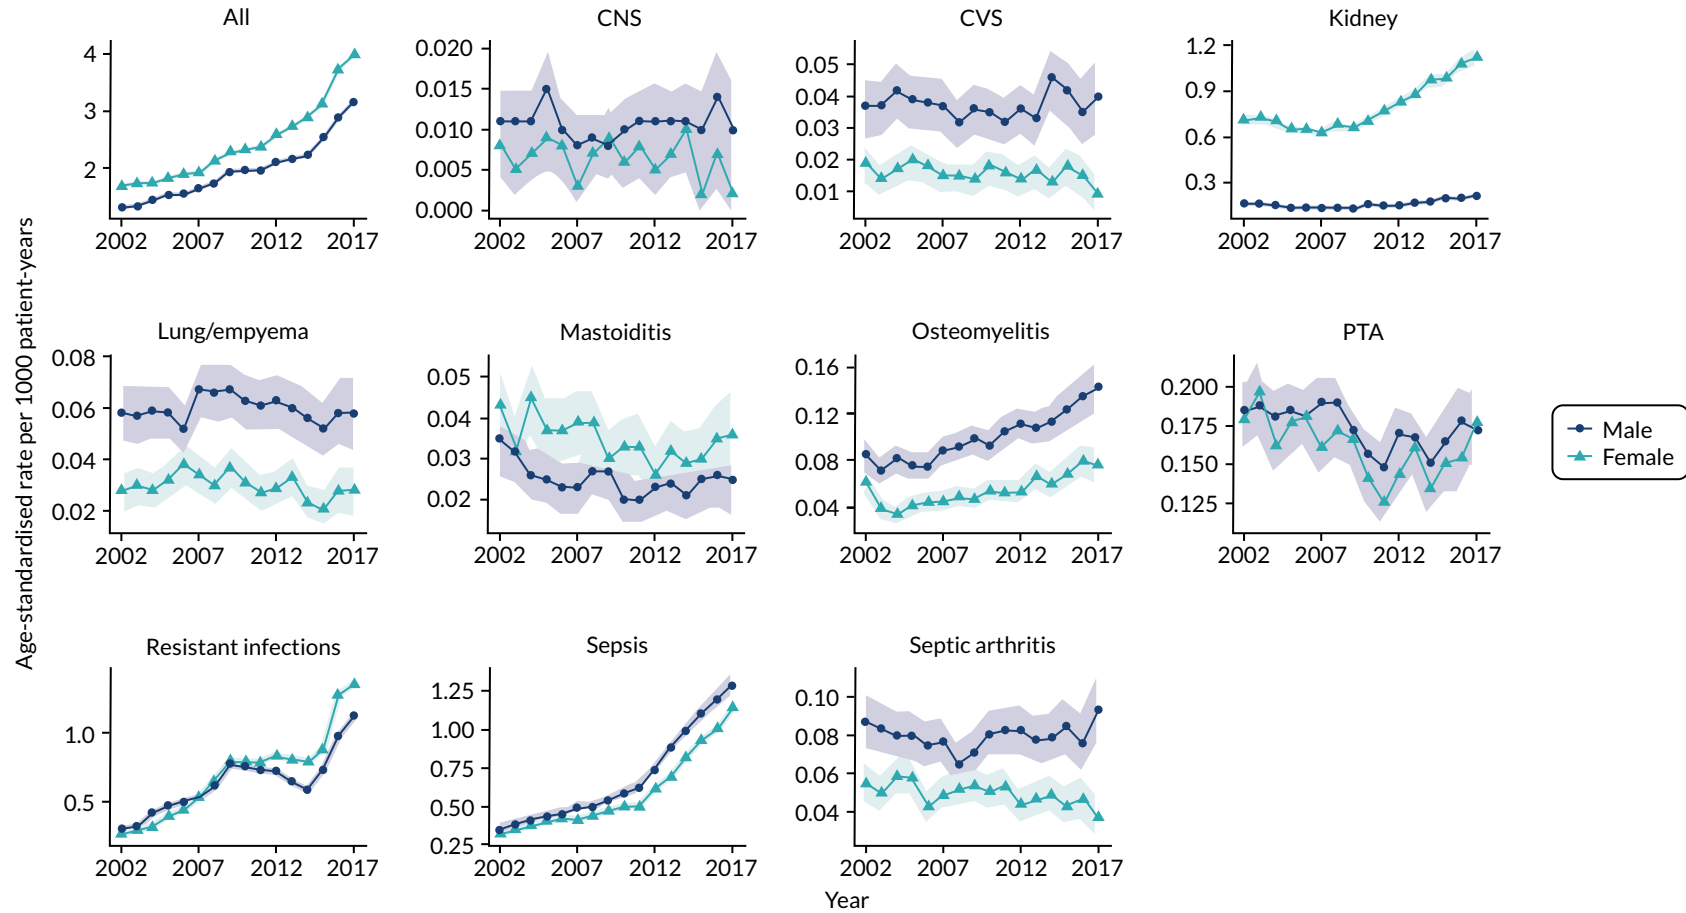 All
4
3
2
2002 2007 2012 2017
CNS
0.020
0.015
0.010
0.005
0.000
2002 2007 2012 2017
CVS
0.05
0.04
0.03
0.02
0.01
2002 2007 2012 2017
Kidney
1.2
0.9
0.6
0.3
2002 2007 2012 2017
Age-standardised rate per 1000 patient-years
Lung/empyema
0.08
0.06
0.04
0.02
2002 2007 2012 2017
Mastoiditis
0.05
0.04
0.03
0.02
2002 2007 2012 2017
Osteomyelitis
0.16
0.12
0.08
0.04
2002 2007 2012 2017
PTA
0.200
0.175
0.150
0.125
2002 2007 2012 2017
Male
Female
Resistant infections
1.0
0.5
2002 2007 2012 2017
Sepsis
1.25
1.00
0.75
0.50
0.25
2002 2007 2012 2017
Septic arthritis
0.10
0.08
0.06
0.04
2002 2007 2012 2017
Year